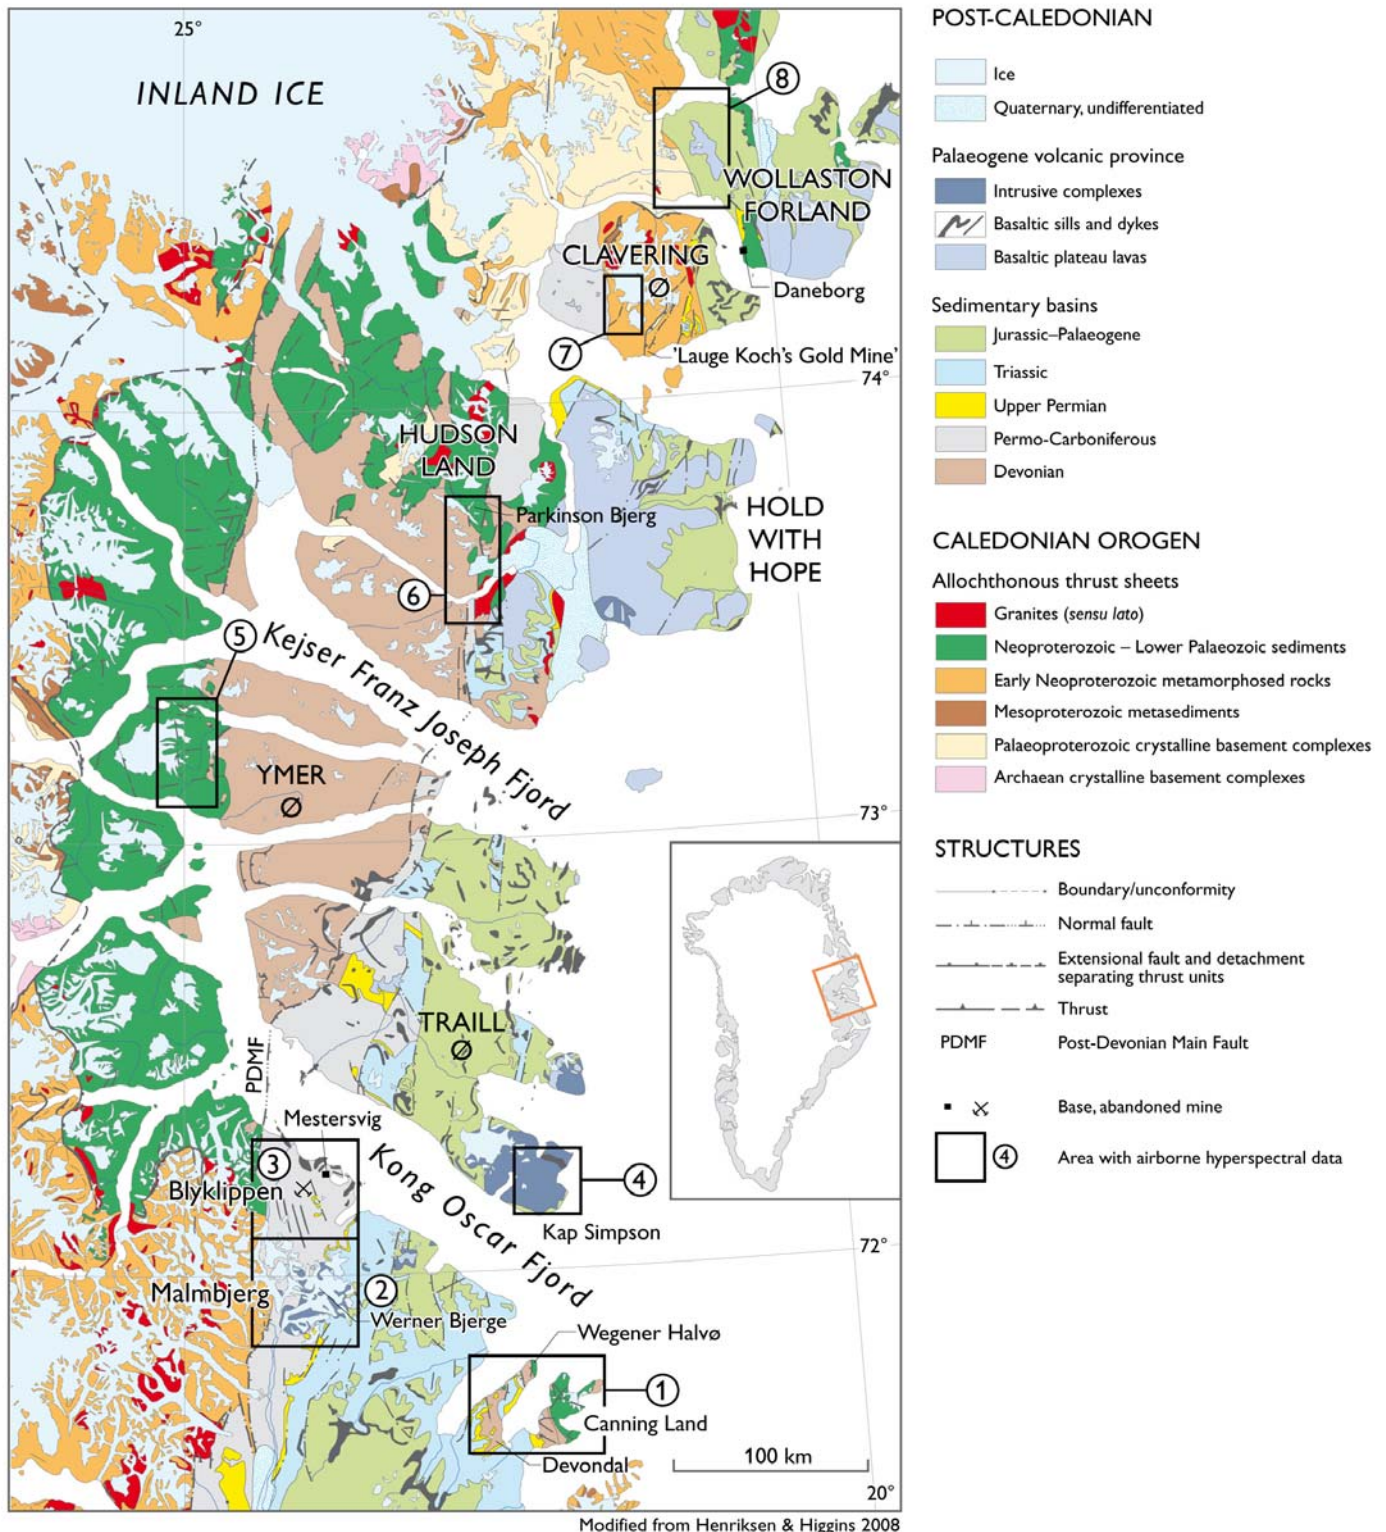 25°
INLAND ICE
8
WOLLASTON
FORLAND
CLAVERING
Ø
Daneborg
7
'Lauge Koch's Gold Mine'
74°
HUDSON
LAND
Parkinson Bjerg
HOLD
WITH
HOPE
6
5
Kejser Franz Joseph Fjord
YMER
Ø
73°
TRAILL
Ø
PDMF
Mestersvig
3
Blyklippen
Kong Oscar Fjord
4
Kap Simpson
72°
Malmbjerg
2
Werner Bjerge
Wegener Halvø
1
Canning Land
Devondal
100 km
20°
Modified from Henriksen & Higgins 2008
POST-CALEDONIAN
Ice
Quaternary, undifferentiated
Palaeogene volcanic province
Intrusive complexes
Basaltic sills and dykes
Basaltic plateau lavas
Sedimentary basins
Jurassic–Palaeogene
Triassic
Upper Permian
Permo-Carboniferous
Devonian
CALEDONIAN OROGEN
Allochthonous thrust sheets
Granites (sensu lato)
Neoproterozoic – Lower Palaeozoic sediments
Early Neoproterozoic metamorphosed rocks
Mesoproterozoic metasediments
Palaeoproterozoic crystalline basement complexes
Archaean crystalline basement complexes
STRUCTURES
Boundary/unconformity
Normal fault
Extensional fault and detachment
separating thrust units
Thrust
PDMF Post-Devonian Main Fault
Base, abandoned mine
4 Area with airborne hyperspectral data